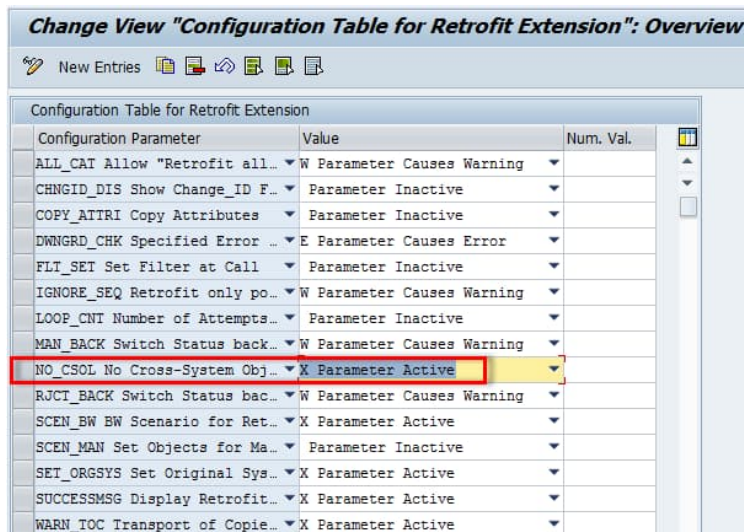 Change View "Configuration Table for Retrofit Extension": Overview
New Entries
Configuration Table for Retrofit Extension
Configuration Parameter Value Num. Val.
ALL_CAT Allow "Retrofit all… W Parameter Causes Warning
CHNGID_DIS Show Change_ID F… Parameter Inactive
COPY_ATTRI Copy Attributes Parameter Inactive
DWNGRD_CHK Specified Error … E Parameter Causes Error
FLT_SET Set Filter at Call Parameter Inactive
IGNORE_SEQ Retrofit only po… W Parameter Causes Warning
LOOP_CNT Number of Attempts… Parameter Inactive
MAN_BACK Switch Status back… W Parameter Causes Warning
NO_CSOL No Cross-System Obj… X Parameter Active
RJCT_BACK Switch Status bac… W Parameter Causes Warning
SCEN_BW BW Scenario for Ret… X Parameter Active
SCEN_MAN Set Objects for Ma… Parameter Inactive
SET_ORGSYS Set Original Sys… X Parameter Active
SUCCESSMSG Display Retrofit… X Parameter Active
WARN_TOC Transport of Copie… X Parameter Active